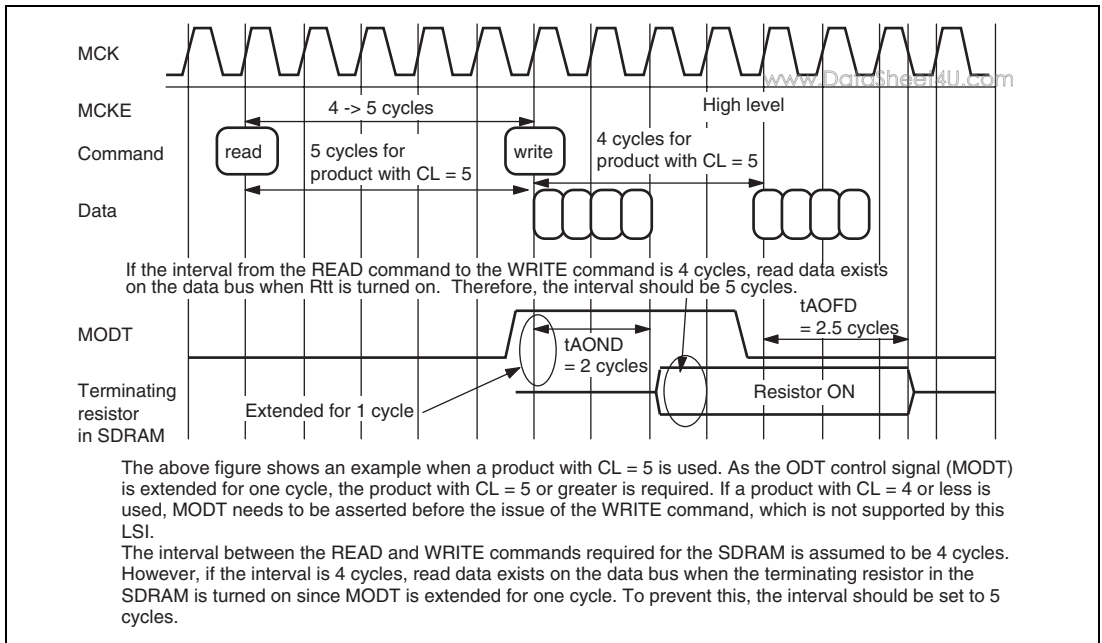 MCK
www.DataSheet4U.com
MCKE
4 -> 5 cycles
High level
Command
read
5 cycles for
product with CL = 5
write
4 cycles for
product with CL = 5
Data
If the interval from the READ command to the WRITE command is 4 cycles, read data exists
on the data bus when Rtt is turned on. Therefore, the interval should be 5 cycles.
MODT
tAOND
= 2 cycles
tAOFD
= 2.5 cycles
Terminating
resistor
in SDRAM
Extended for 1 cycle
Resistor ON
The above figure shows an example when a product with CL = 5 is used. As the ODT control signal (MODT)
is extended for one cycle, the product with CL = 5 or greater is required. If a product with CL = 4 or less is
used, MODT needs to be asserted before the issue of the WRITE command, which is not supported by this
LSI.
The interval between the READ and WRITE commands required for the SDRAM is assumed to be 4 cycles.
However, if the interval is 4 cycles, read data exists on the data bus when the terminating resistor in the
SDRAM is turned on since MODT is extended for one cycle. To prevent this, the interval should be set to 5
cycles.